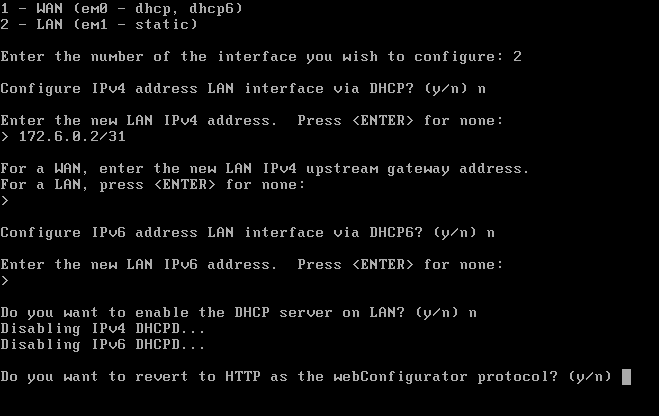 1 - WAN (em0 - dhcp, dhcp6)
2 - LAN (em1 - static)
Enter the number of the interface you wish to configure: 2
Configure IPv4 address LAN interface via DHCP? (y/n) n
Enter the new LAN IPv4 address.  Press <ENTER> for none:
> 172.6.0.2/31
For a WAN, enter the new LAN IPv4 upstream gateway address.
For a LAN, press <ENTER> for none:
>
Configure IPv6 address LAN interface via DHCP6? (y/n) n
Enter the new LAN IPv6 address.  Press <ENTER> for none:
>
Do you want to enable the DHCP server on LAN? (y/n) n
Disabling IPv4 DHCPD...
Disabling IPv6 DHCPD...
Do you want to revert to HTTP as the webConfigurator protocol? (y/n)